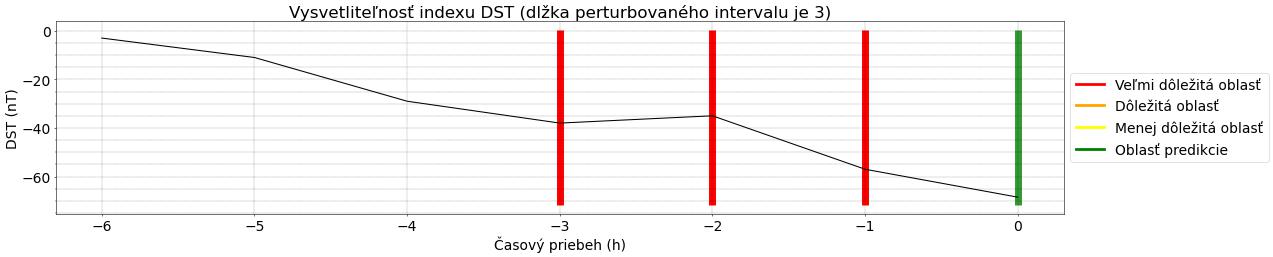 Vysvetliteľnosť indexu DST (dĺžka perturbovaného intervalu je 3)
0
−20
−40
−60
DST (nT)
−6 −5 −4 −3 −2 −1 0
Časový priebeh (h)
Veľmi dôležitá oblasť
Dôležitá oblasť
Menej dôležitá oblasť
Oblasť predikcie